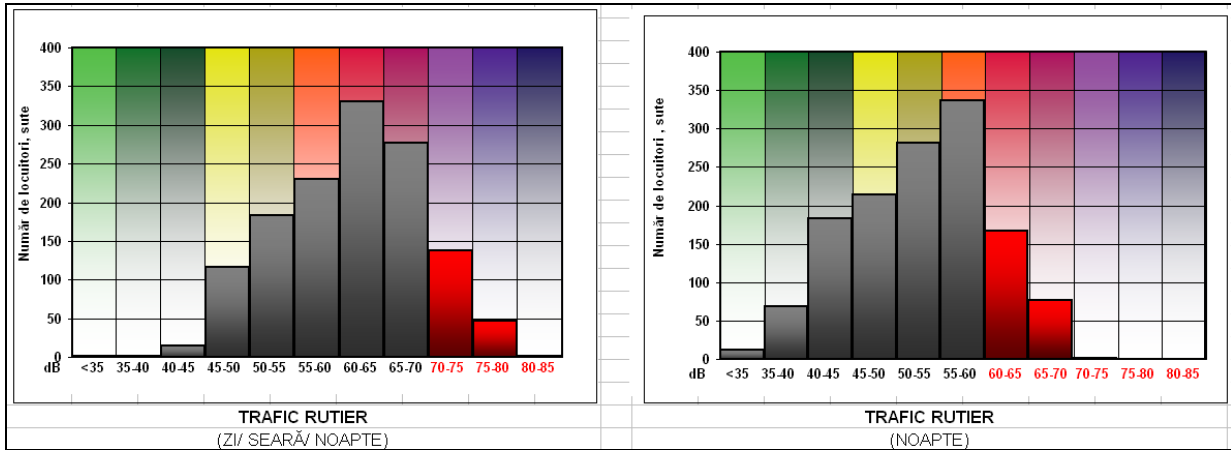 Număr de locuitori, sute
400
350
300
250
200
150
100
50
0
dB <35 35-40 40-45 45-50 50-55 55-60 60-65 65-70 70-75 75-80 80-85
TRAFIC RUTIER
(ZI/ SEARĂ/ NOAPTE)
Număr de locuitori , sute
400
350
300
250
200
150
100
50
0
dB <35 35-40 40-45 45-50 50-55 55-60 60-65 65-70 70-75 75-80 80-85
TRAFIC RUTIER
(NOAPTE)